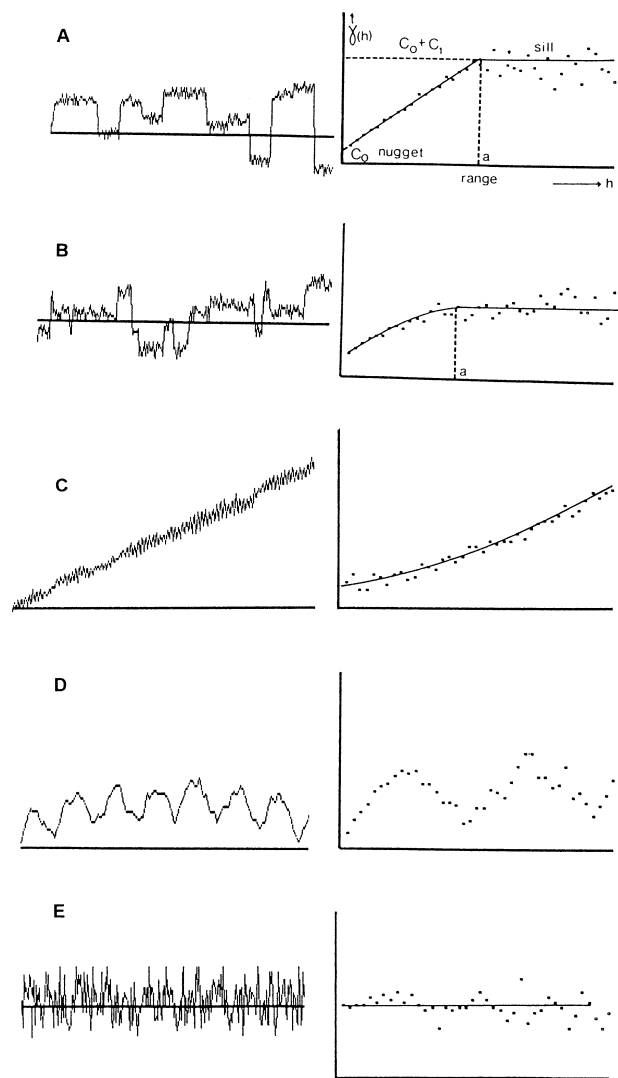 A
γ(h)
C₀ + C₁
sill
C₀ nugget
a
range
h
B
a
C
D
E